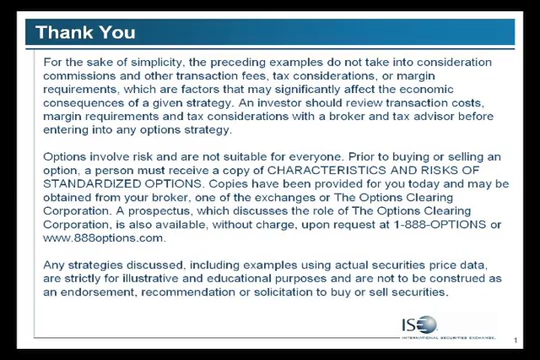 Thank You
For the sake of simplicity, the preceding examples do not take into consideration
commissions and other transaction fees, tax considerations, or margin
requirements, which are factors that may significantly affect the economic
consequences of a given strategy. An investor should review transaction costs,
margin requirements and tax considerations with a broker and tax advisor before
entering into any options strategy.
Options involve risk and are not suitable for everyone. Prior to buying or selling an
option, a person must receive a copy of CHARACTERISTICS AND RISKS OF
STANDARDIZED OPTIONS. Copies have been provided for you today and may be
obtained from your broker, one of the exchanges or The Options Clearing
Corporation. A prospectus, which discusses the role of The Options Clearing
Corporation, is also available, without charge, upon request at 1-888-OPTIONS or
www.888options.com.
Any strategies discussed, including examples using actual securities price data,
are strictly for illustrative and educational purposes and are not to be construed as
an endorsement, recommendation or solicitation to buy or sell securities.
ISE
INTERNATIONAL SECURITIES EXCHANGE.
1